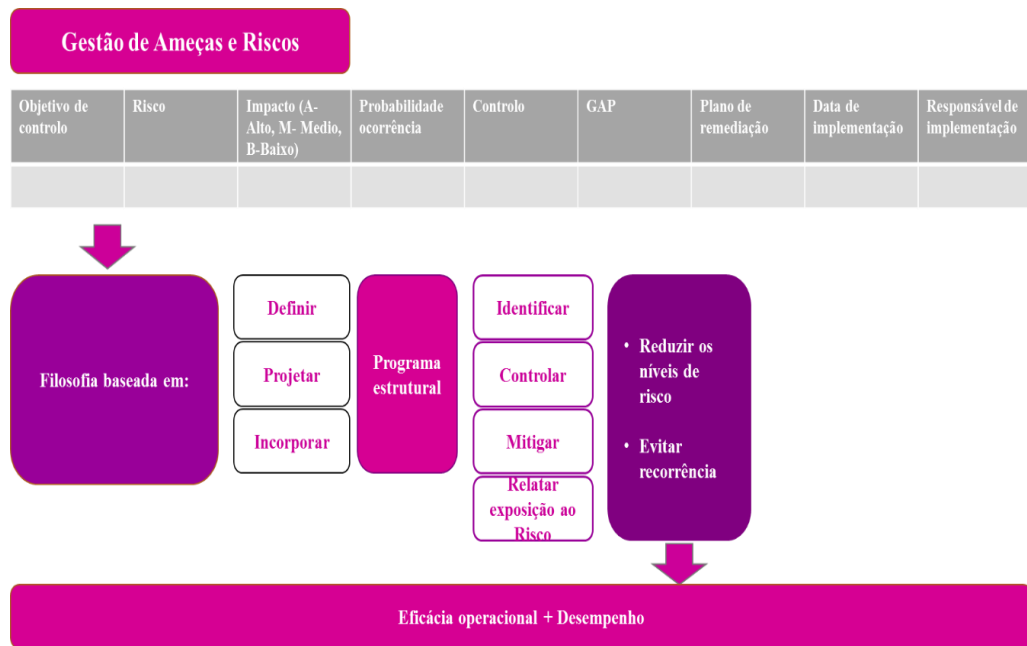 Gestão de Ameças e Riscos
Objetivo de
controlo
Risco
Impacto (A-
Alto, M- Medio,
B-Baixo)
Probabilidade
ocorrência
Controlo
GAP
Plano de
remediação
Data de
implementação
Responsável de
implementação
Filosofia baseada em:
Definir
Projetar
Incorporar
Programa
estrutural
Identificar
Controlar
Mitigar
Relatar
exposição ao
Risco
• Reduzir os
níveis de
risco
• Evitar
recorrência
Eficácia operacional + Desempenho